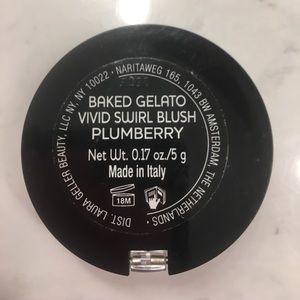 BAKED GELATO
VIVID SWIRL BLUSH
PLUMBERRY
Net Wt. 0.17 oz./5 g
Made in Italy
18M
DIST. LAURA GELLER BEAUTY, LLC NY, NY 10022 · NARITAWEG 165, 1043 BW AMSTERDAM, THE NETHERLANDS ·